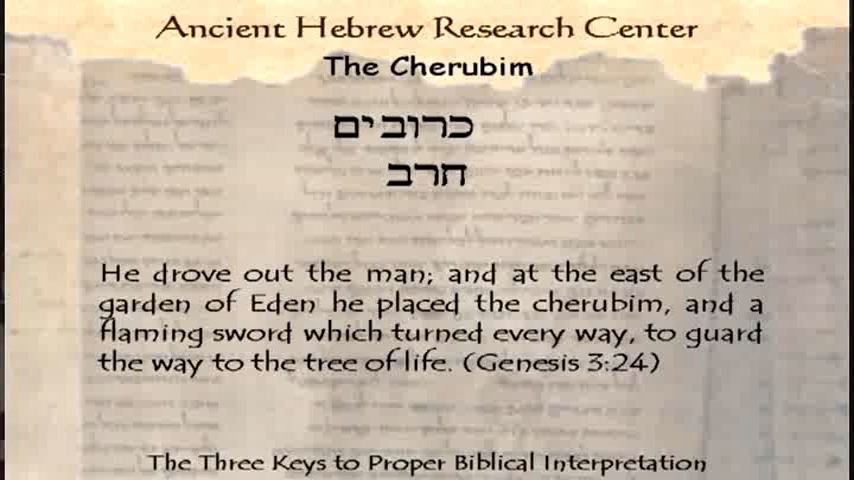 Ancient Hebrew Research Center
The Cherubim
כרובים
חרב
He drove out the man; and at the east of the
garden of Eden he placed the cherubim, and a
flaming sword which turned every way, to guard
the way to the tree of life. (Genesis 3:24)
The Three Keys to Proper Biblical Interpretation